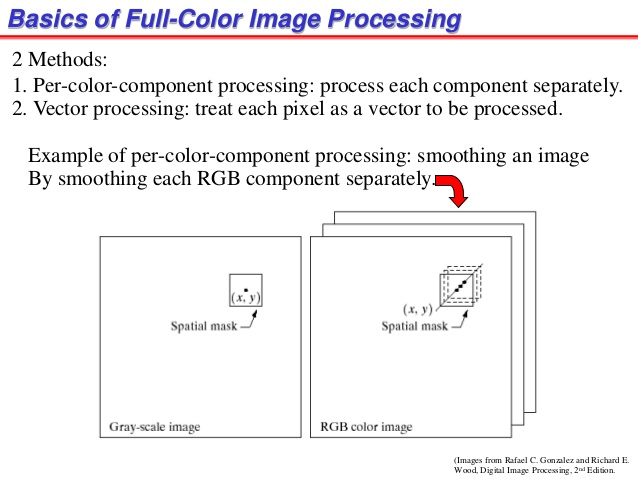 Basics of Full-Color Image Processing
2 Methods:
1. Per-color-component processing: process each component separately.
2. Vector processing: treat each pixel as a vector to be processed.
Example of per-color-component processing: smoothing an image
By smoothing each RGB component separately.
(x, y)
Spatial mask
Gray-scale image
(x, y)
Spatial mask
RGB color image
(Images from Rafael C. Gonzalez and Richard E.
Wood, Digital Image Processing, 2nd Edition.